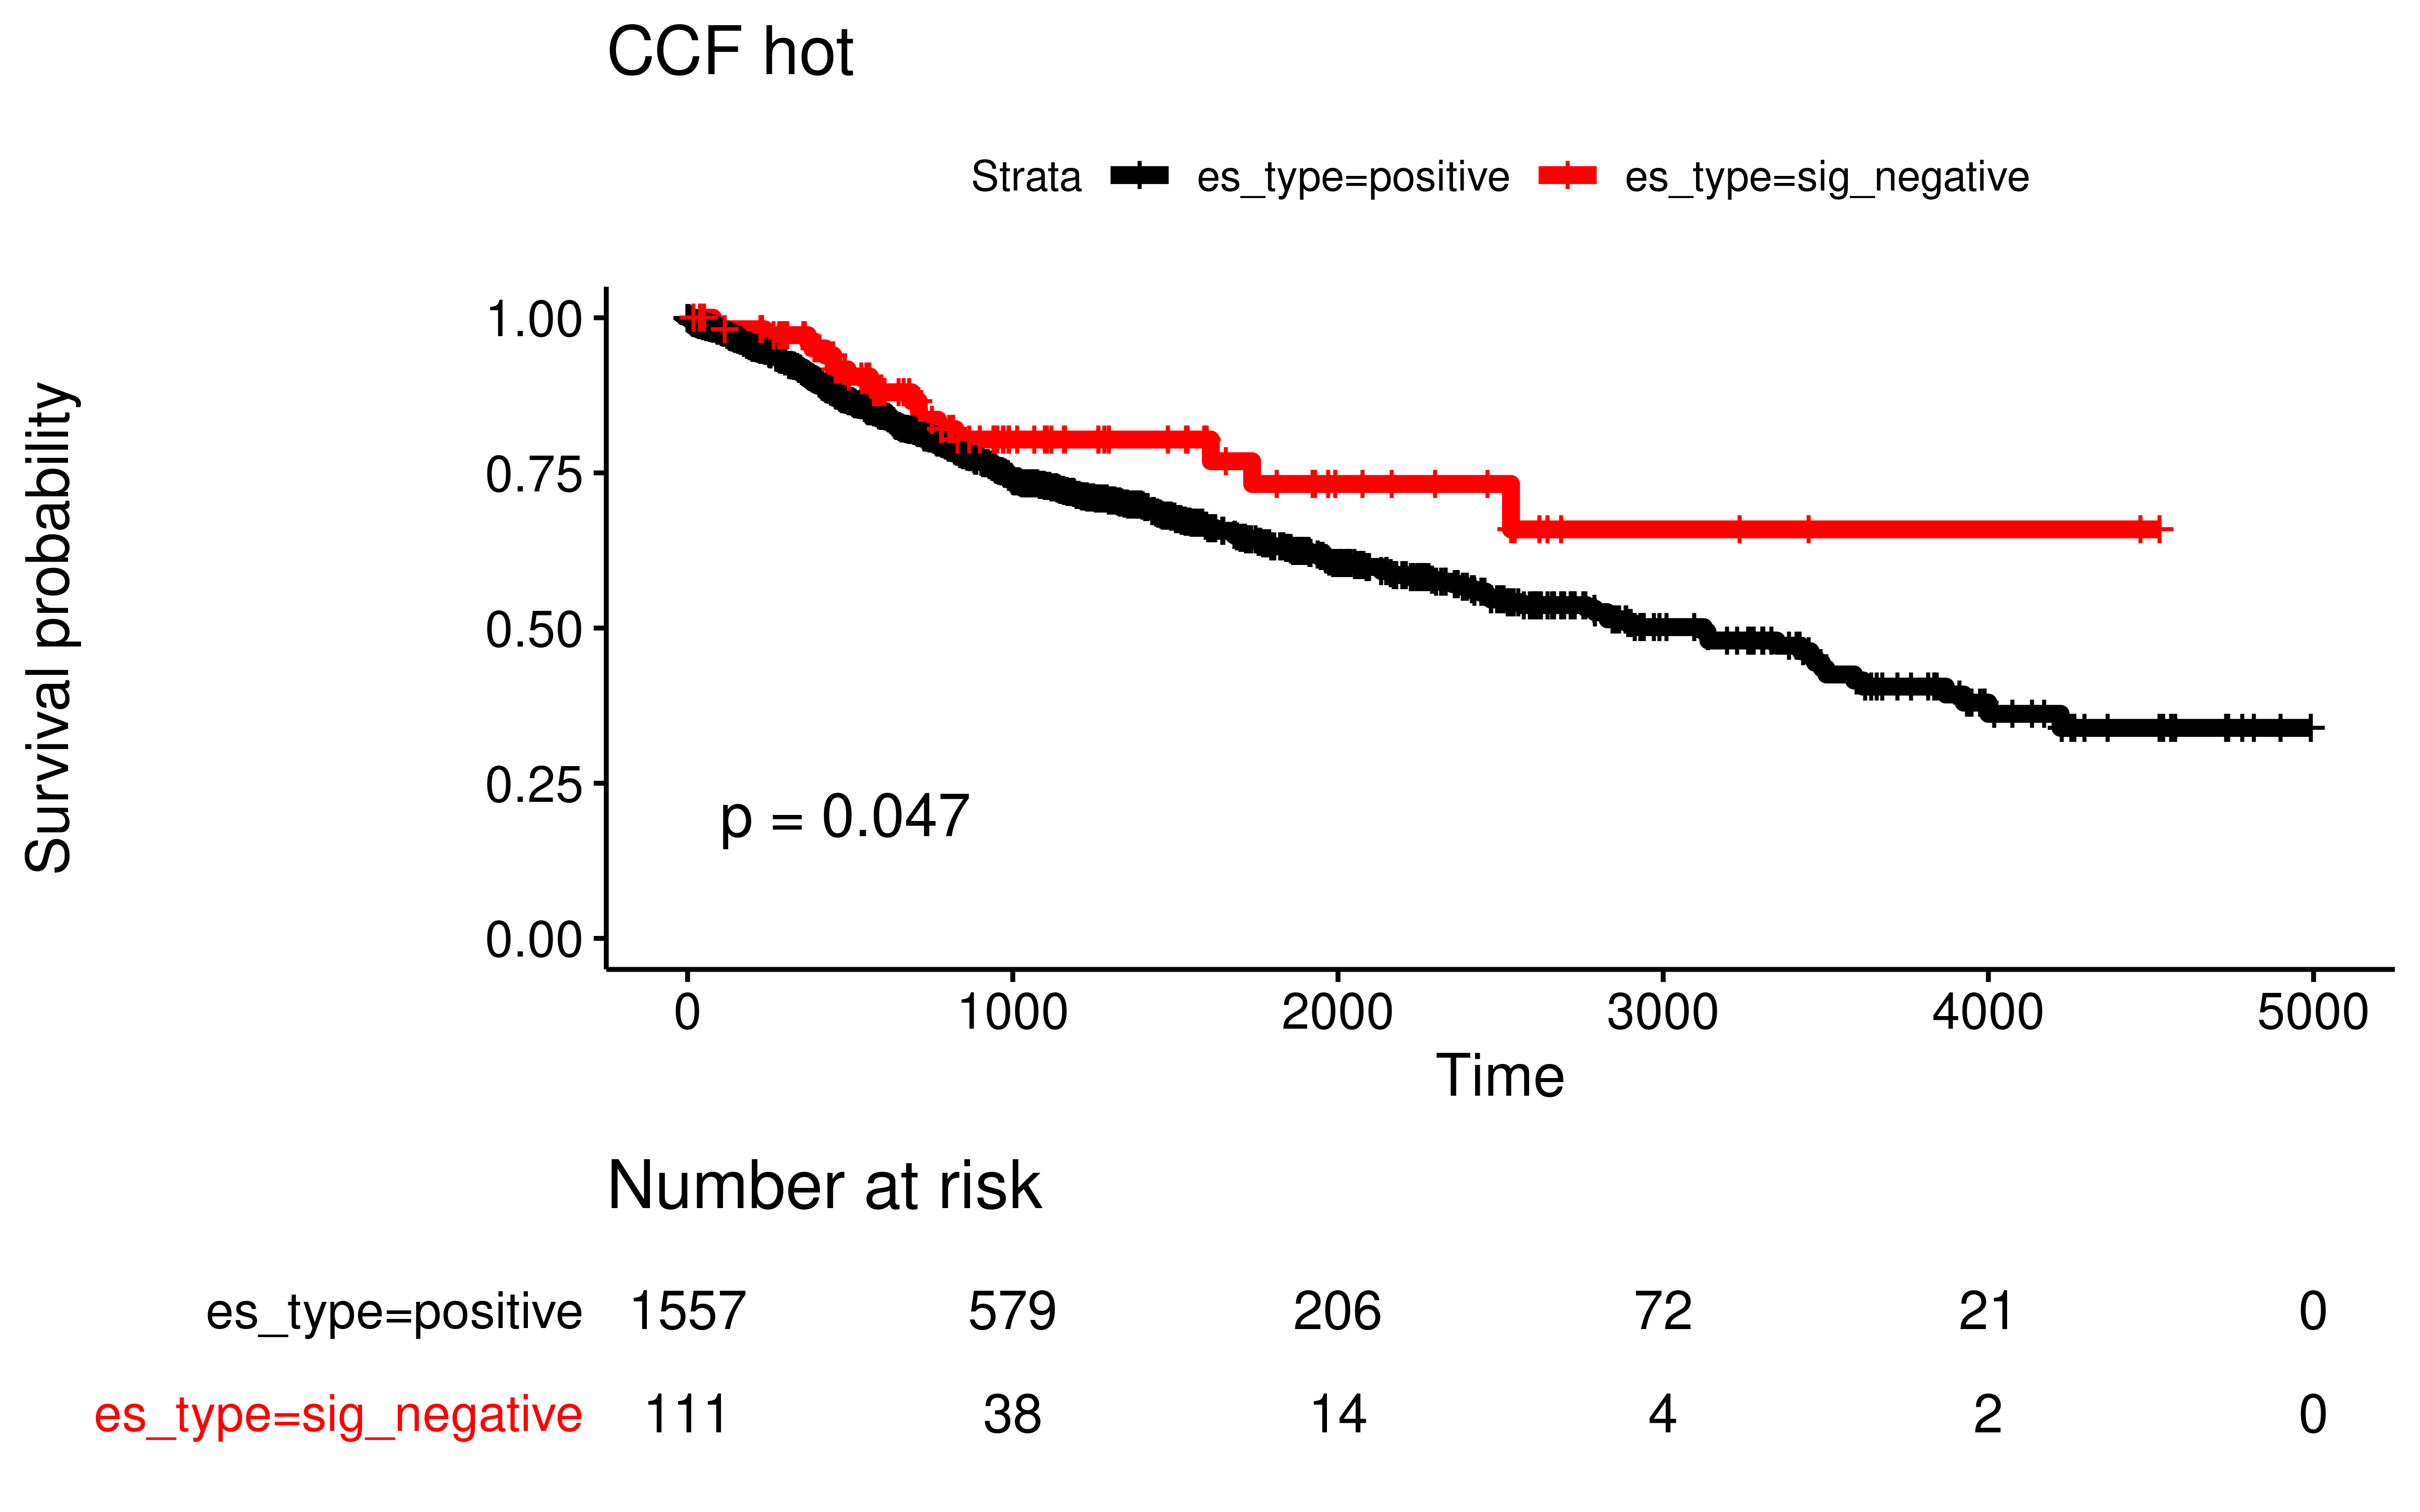 CCF hot
Strata es_type=positive es_type=sig_negative
Survival probability
1.00
0.75
0.50
0.25
0.00
p = 0.047
0 1000 2000 3000 4000 5000
Time
Number at risk
es_type=positive 1557 579 206 72 21 0
es_type=sig_negative 111 38 14 4 2 0